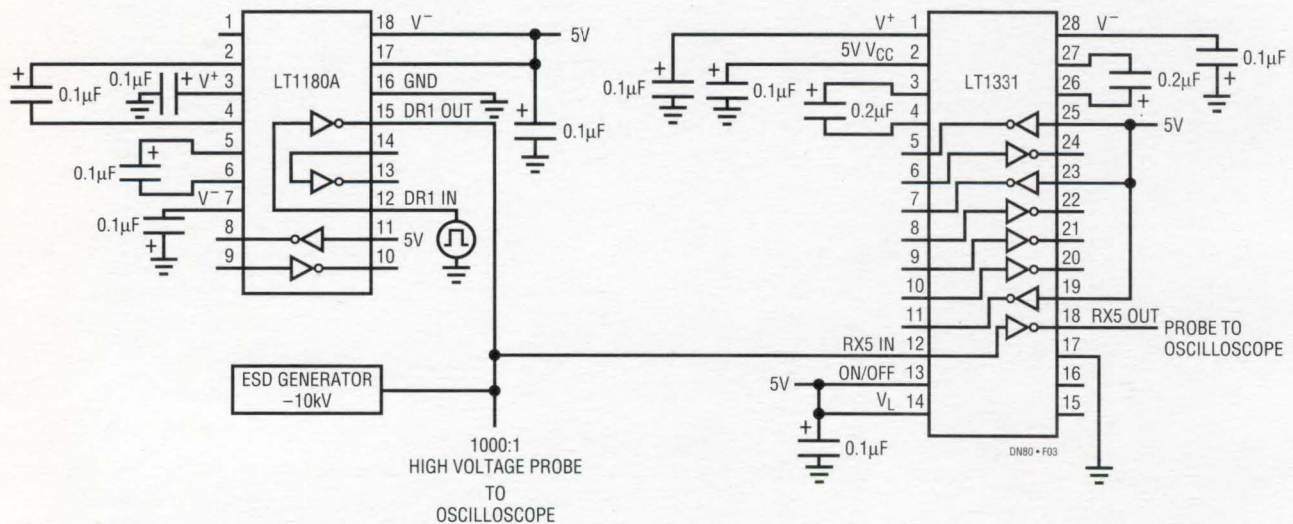 1
2
3
4
5
6
7
8
9
18
17
16
15
14
13
12
11
10
LT1180A
V⁻
5V
GND
DR1 OUT
DR1 IN
5V
V⁺
V⁻
0.1µF
+
0.1µF
+
0.1µF
+
0.1µF
+
0.1µF
+
ESD GENERATOR
–10kV
1000:1
HIGH VOLTAGE PROBE
TO
OSCILLOSCOPE
V⁺
5V VCC
1
2
3
4
5
6
7
8
9
10
11
12
13
14
28
27
26
25
24
23
22
21
20
19
18
17
16
15
LT1331
V⁻
0.1µF
+
0.1µF
+
0.2µF
+
0.2µF
+
0.1µF
+
5V
RX5 IN
ON/OFF
VL
5V
0.1µF
+
RX5 OUT
PROBE TO
OSCILLOSCOPE
DN80 • F03